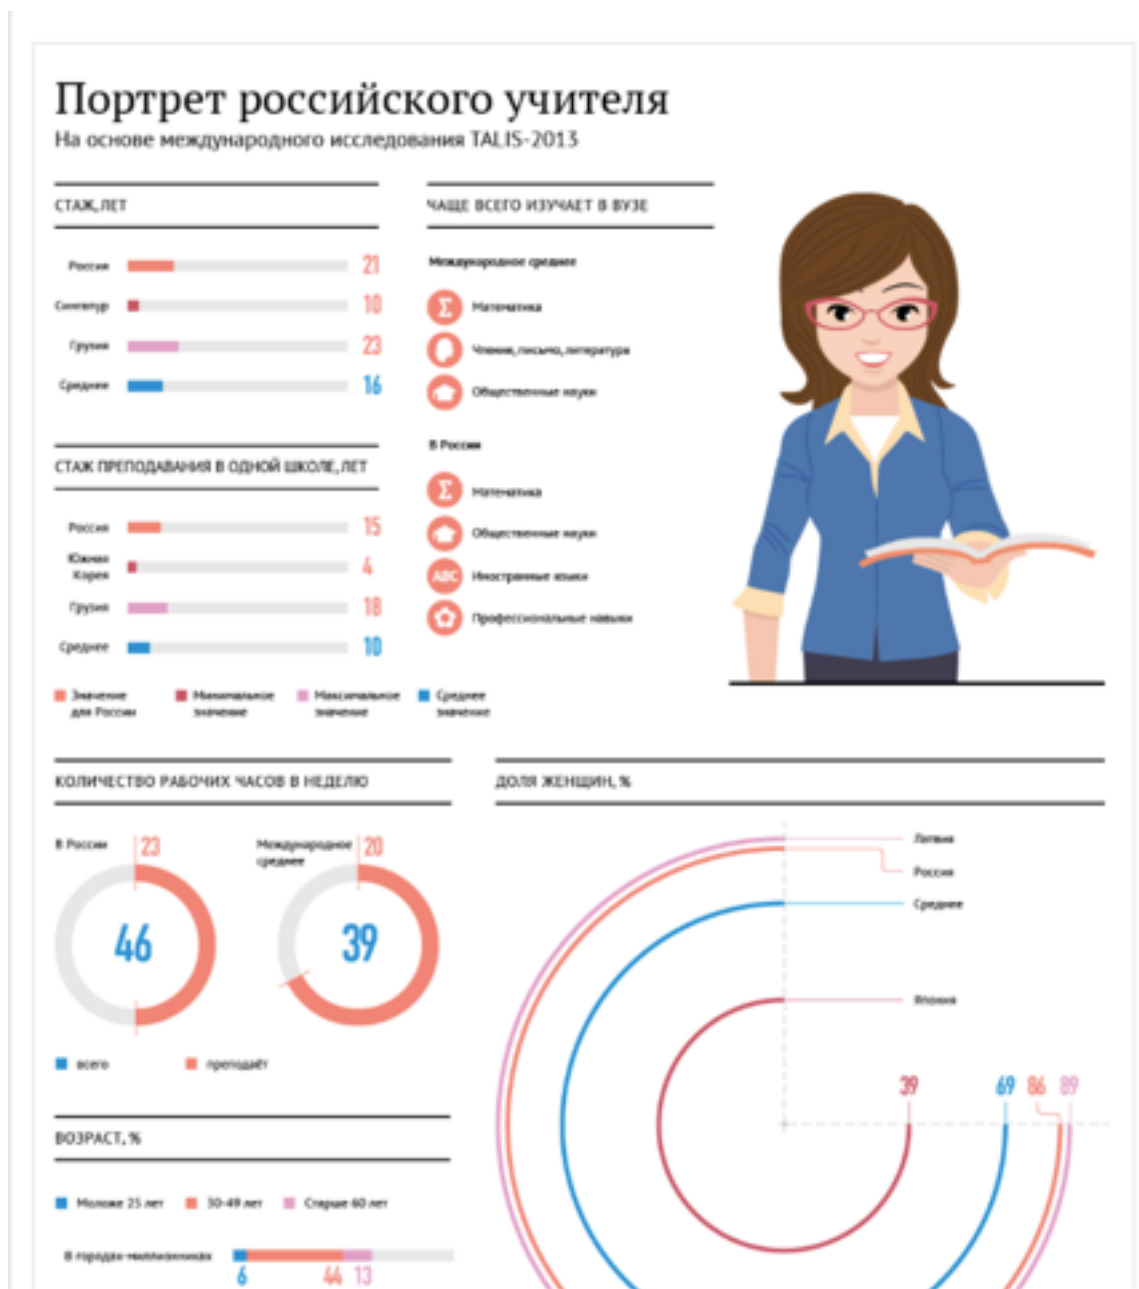 Портрет российского учителя
На основе международного исследования TALIS-2013
СТАЖ, ЛЕТ
Россия 21
Сингапур 10
Грузия 23
Среднее 16
СТАЖ ПРЕПОДАВАНИЯ В ОДНОЙ ШКОЛЕ, ЛЕТ
Россия 15
Южная
Корея 4
Грузия 18
Среднее 10
Значение
для России
Минимальное
значение
Максимальное
значение
Среднее
значение
ЧАЩЕ ВСЕГО ИЗУЧАЕТ В ВУЗЕ
Международное среднее
Σ Математика
Чтение, письмо, литература
Общественные науки
В России
Σ Математика
Общественные науки
ABC Иностранные языки
Профессиональные навыки
КОЛИЧЕСТВО РАБОЧИХ ЧАСОВ В НЕДЕЛЮ
В России 23
46
Международное
среднее 20
39
всего преподаёт
ДОЛЯ ЖЕНЩИН, %
Латвия
Россия
Среднее
Япония
39 69 86 89
ВОЗРАСТ, %
Моложе 25 лет 30-49 лет Старше 60 лет
В городах-миллионниках
6 44 13